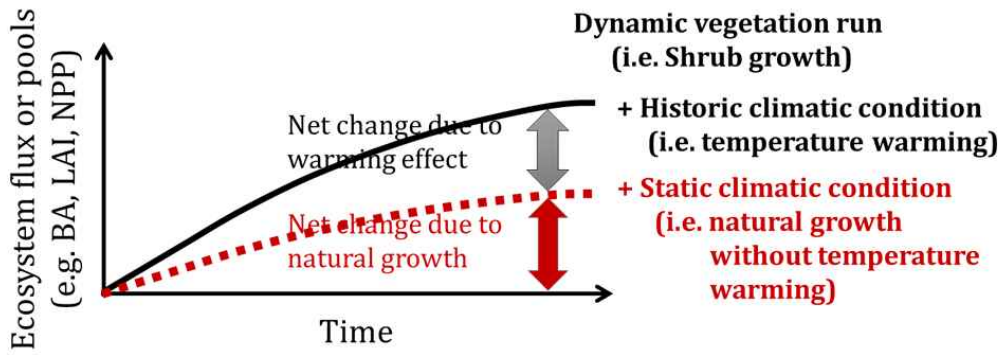 Ecosystem flux or pools
(e.g. BA, LAI, NPP)
Dynamic vegetation run
(i.e. Shrub growth)
Net change due to
warming effect
+ Historic climatic condition
(i.e. temperature warming)
Net change due to
natural growth
+ Static climatic condition
(i.e. natural growth
without temperature
warming)
Time